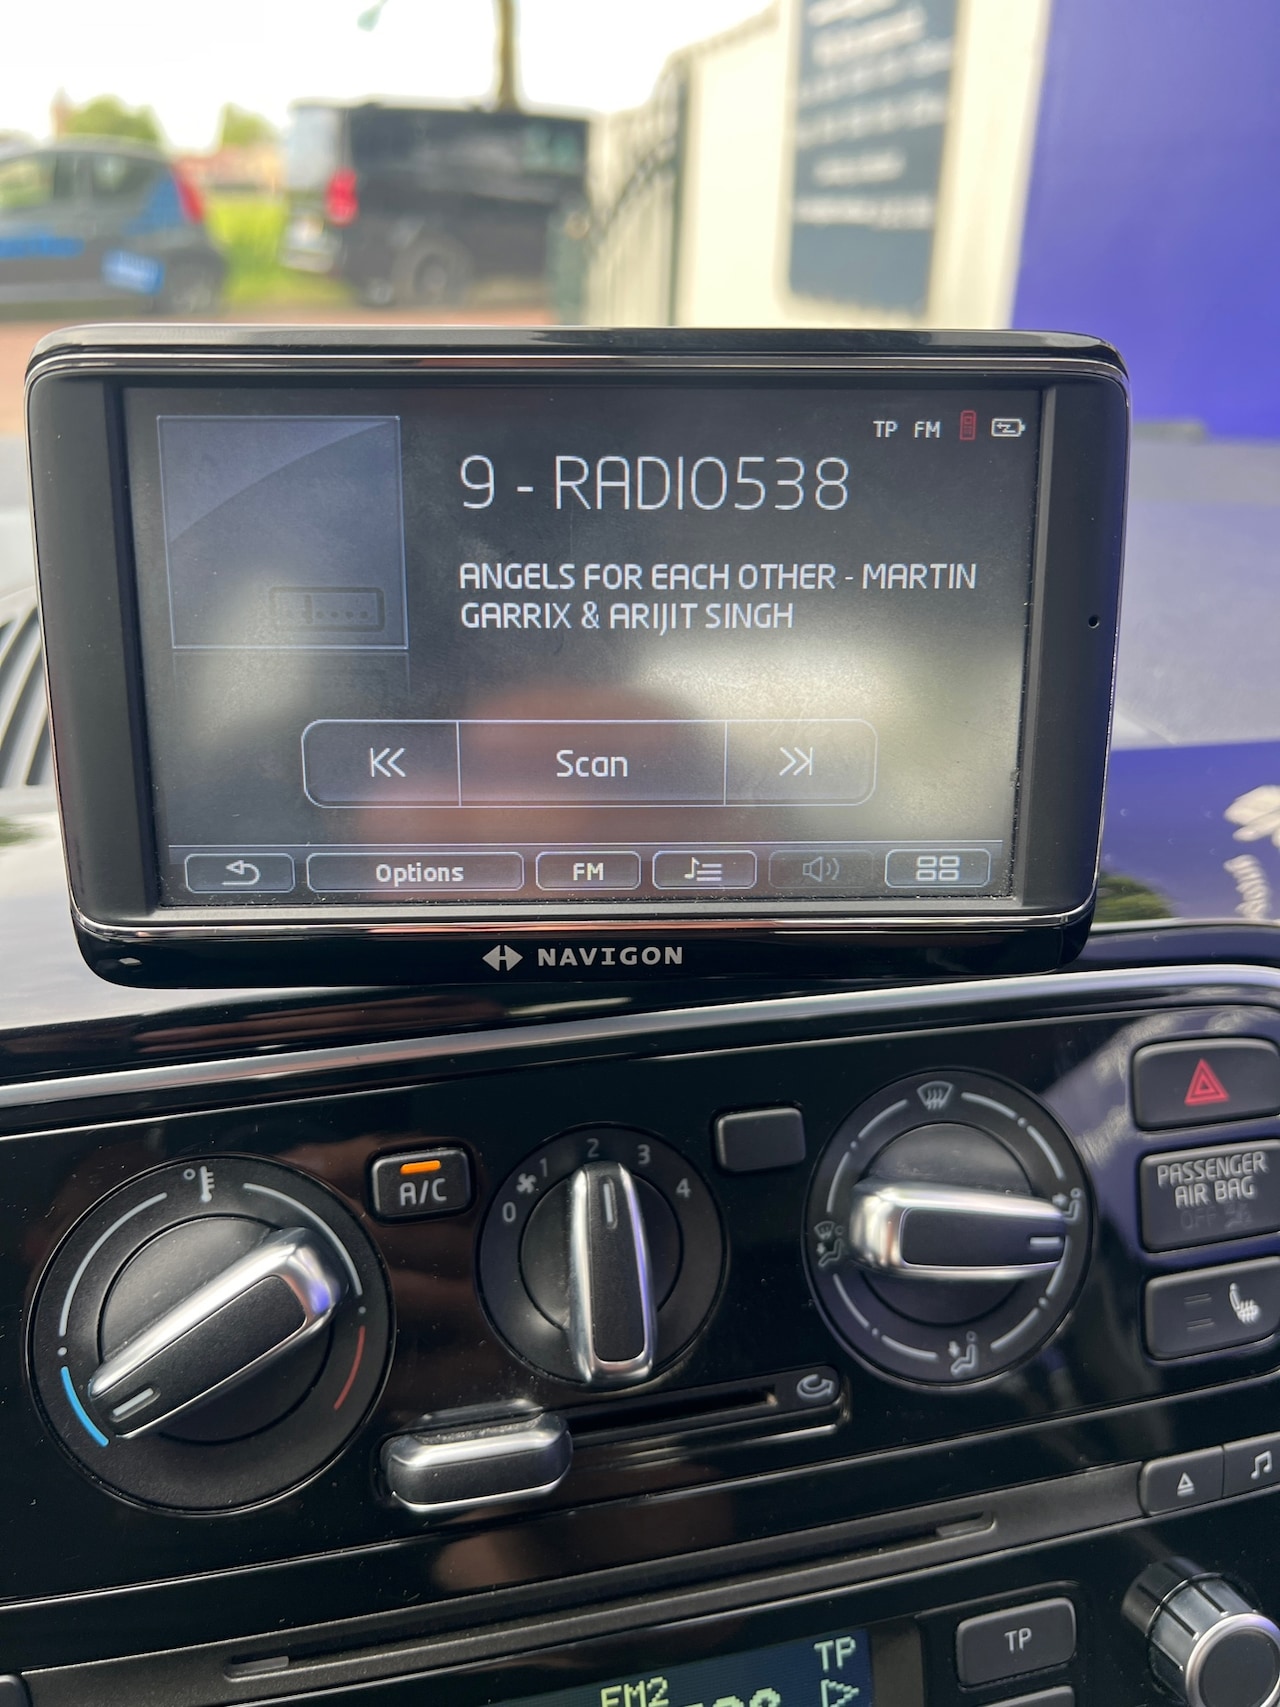 TP FM
9 - RADIO538
ANGELS FOR EACH OTHER - MARTIN
GARRIX & ARIJIT SINGH
Scan
Options FM
NAVIGON
A/C
0 1 2 3 4
PASSENGER
AIR BAG
OFF
TP
TP
FM2